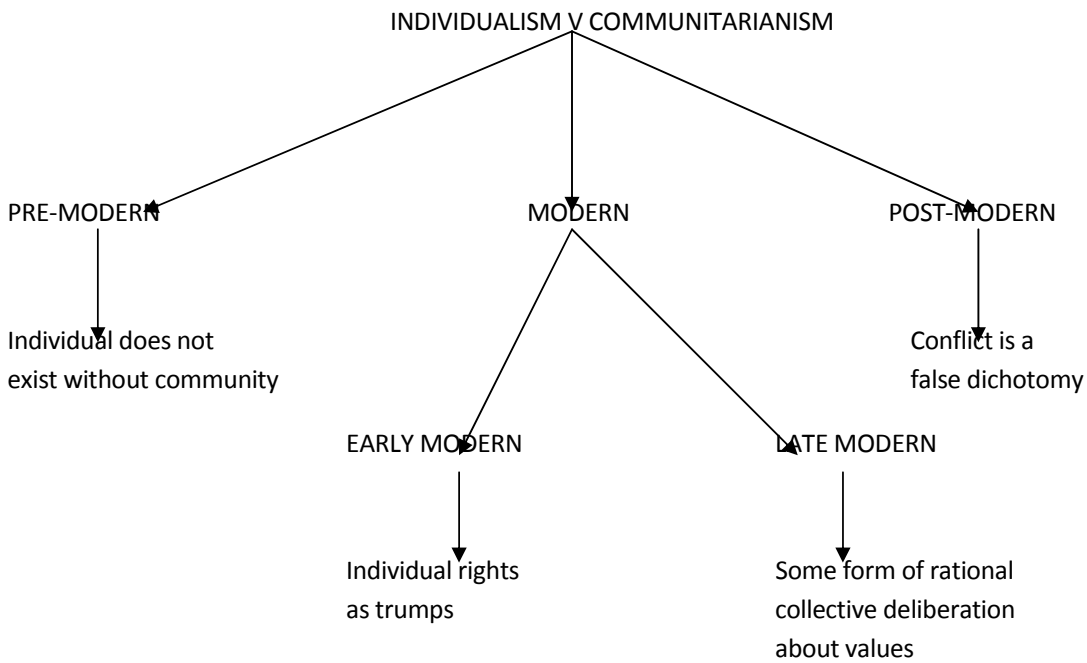 INDIVIDUALISM V COMMUNITARIANISM
PRE-MODERN
MODERN
POST-MODERN
Individual does not
exist without community
Conflict is a
false dichotomy
EARLY MODERN
LATE MODERN
Individual rights
as trumps
Some form of rational
collective deliberation
about values